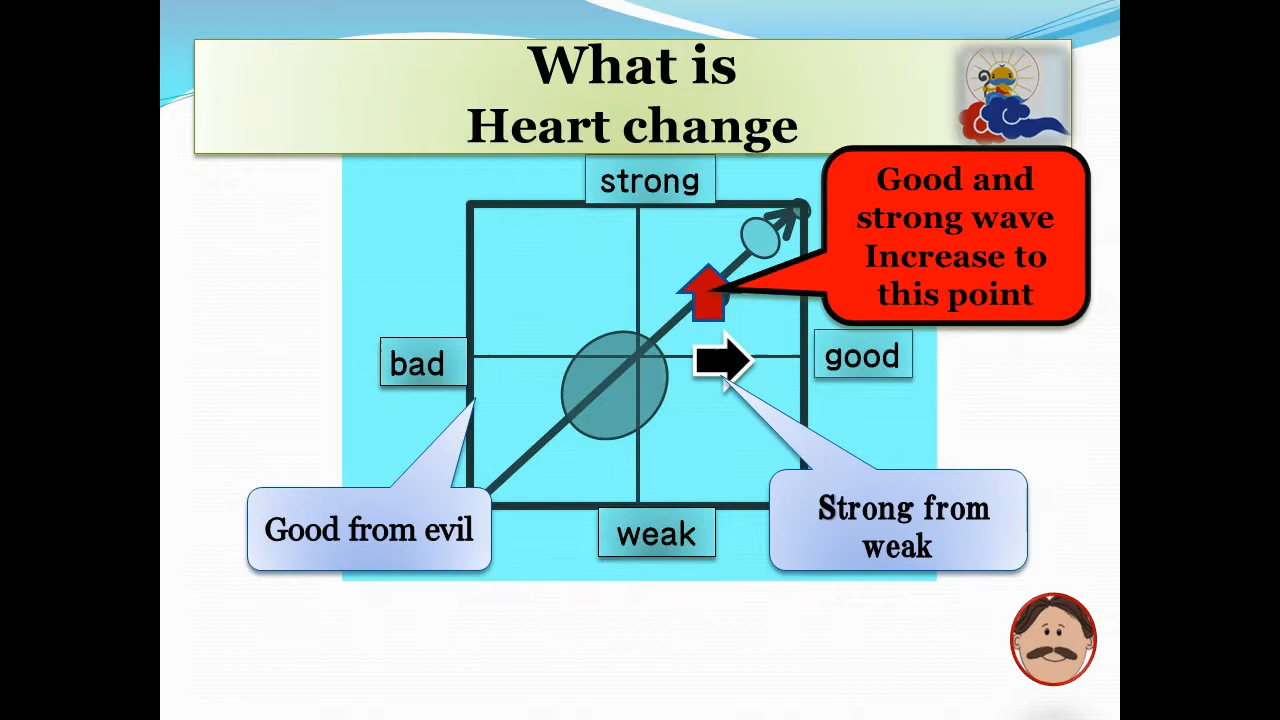 What is
Heart change
strong
Good and
strong wave
Increase to
this point
bad
good
Good from evil
Strong from
weak
weak